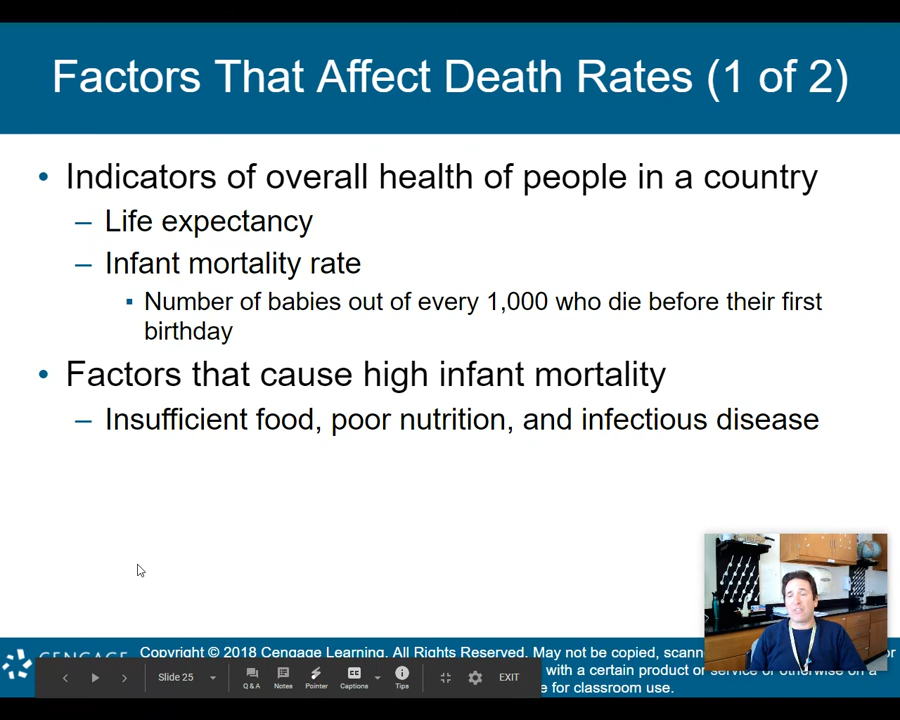 Factors That Affect Death Rates (1 of 2)
• Indicators of overall health of people in a country
– Life expectancy
– Infant mortality rate
▪ Number of babies out of every 1,000 who die before their first
birthday
• Factors that cause high infant mortality
– Insufficient food, poor nutrition, and infectious disease
CENGAGE
Copyright © 2018 Cengage Learning. All Rights Reserved. May not be copied, scann
or
with a certain product or service or otherwise on a
e for classroom use.
Slide 25
Q & A
Notes
Pointer
CC
Captions
Tips
EXIT